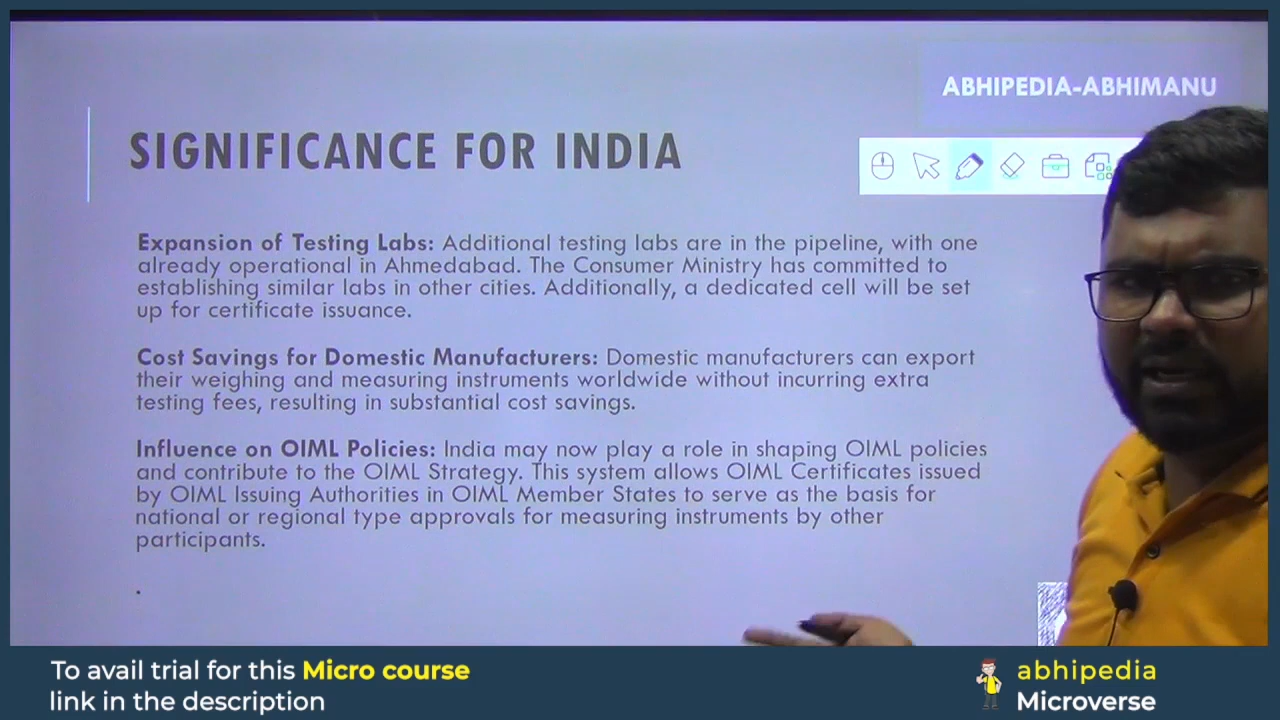 ABHIPEDIA-ABHIMANU
SIGNIFICANCE FOR INDIA
Expansion of Testing Labs: Additional testing labs are in the pipeline, with one
already operational in Ahmedabad. The Consumer Ministry has committed to
establishing similar labs in other cities. Additionally, a dedicated cell will be set
up for certificate issuance.
Cost Savings for Domestic Manufacturers: Domestic manufacturers can export
their weighing and measuring instruments worldwide without incurring extra
testing fees, resulting in substantial cost savings.
Influence on OIML Policies: India may now play a role in shaping OIML policies
and contribute to the OIML Strategy. This system allows OIML Certificates issued
by OIML Issuing Authorities in OIML Member States to serve as the basis for
national or regional type approvals for measuring instruments by other
participants.
.
To avail trial for this Micro course
link in the description
abhipedia
Microverse